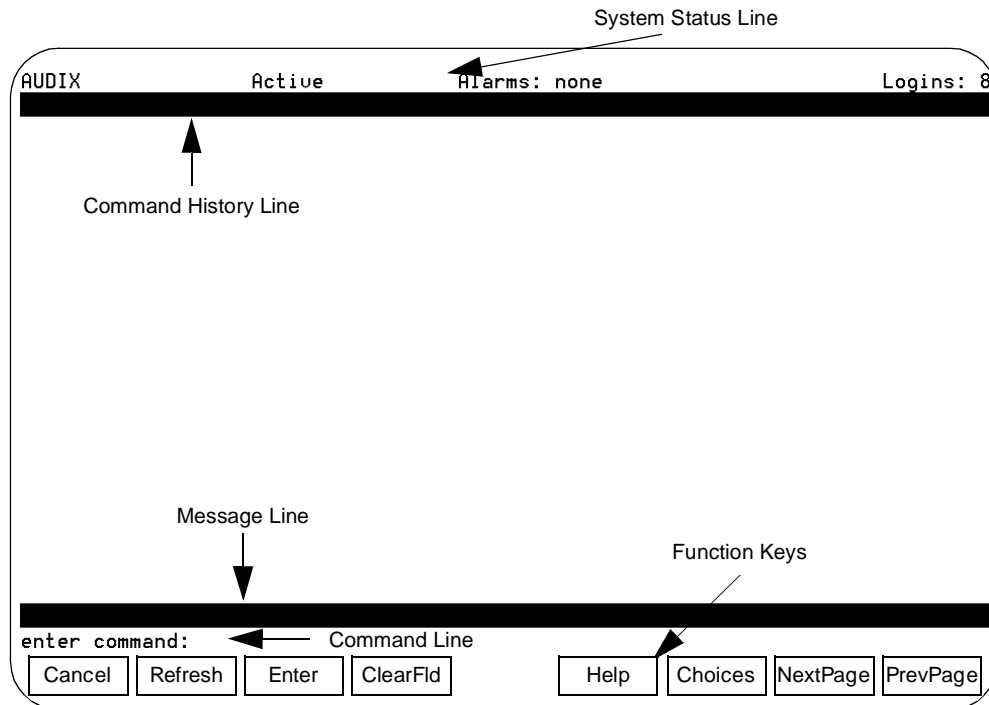 System Status Line
AUDIX Active Alarms: none Logins: 8
Command History Line
Message Line
Function Keys
enter command: Command Line
Cancel Refresh Enter ClearFld Help Choices NextPage PrevPage